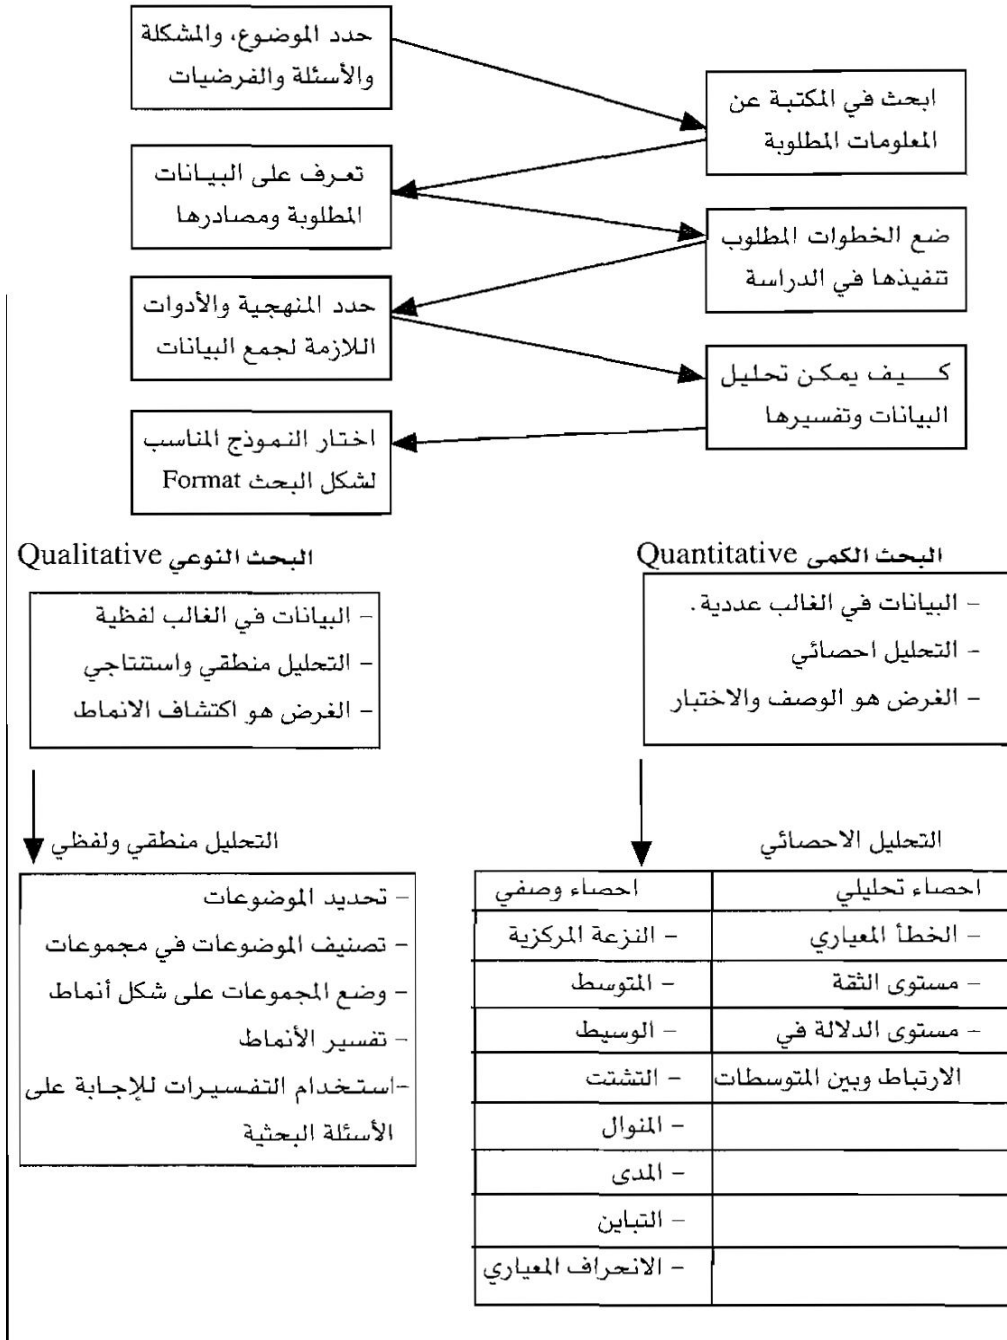 حدد الموضوع، والمشكلة
والأسئلة والفرضيات
ابحث في المكتبة عن
المعلومات المطلوبة
تعرف على البيانات
المطلوبة ومصادرها
ضع الخطوات المطلوب
تنفيذها في الدراسة
حدد المنهجية والأدوات
اللازمة لجمع البيانات
كيف يمكن تحليل
البيانات وتفسيرها
اختار النموذج المناسب
لشكل البحث Format
البحث الكمى Quantitative
– البيانات في الغالب عددية.
– التحليل احصائي
– الغرض هو الوصف والاختبار
البحث النوعي Qualitative
– البيانات في الغالب لفظية
– التحليل منطقي واستنتاجي
– الغرض هو اكتشاف الانماط
التحليل الاحصائي
احصاء تحليلي احصاء وصفي
– الخطأ المعياري – النزعة المركزية
– مستوى الثقة – المتوسط
– مستوى الدلالة في – الوسيط
الارتباط وبين المتوسطات – التشتت
– المنوال
– المدى
– التباين
– الانحراف المعياري
التحليل منطقي ولفظي
– تحديد الموضوعات
– تصنيف الموضوعات في مجموعات
– وضع المجموعات على شكل أنماط
– تفسير الأنماط
–استخدام التفسيرات للإجابة على
الأسئلة البحثية